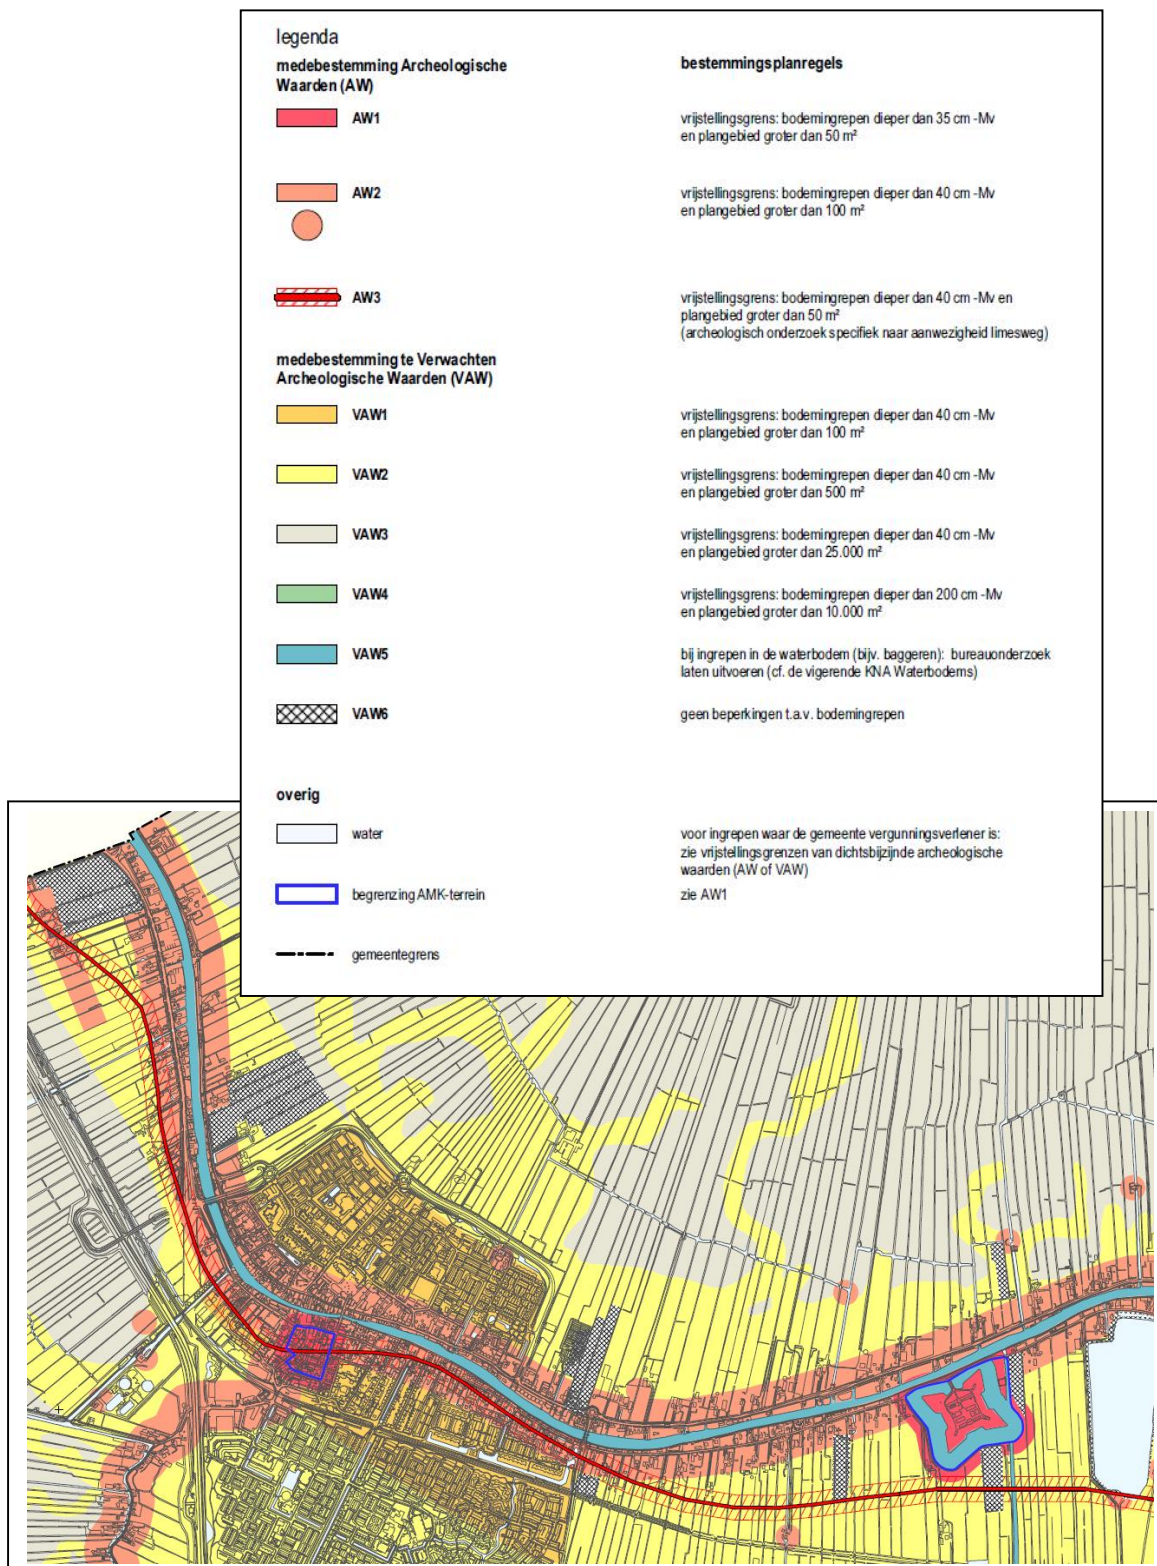 legenda
medebestemming Archeologische
Waarden (AW)
bestemmingsplanregels
AW1
vrijstellingsgrens: bodemingrepen dieper dan 35 cm -Mv
en plangebied groter dan 50 m²
AW2
vrijstellingsgrens: bodemingrepen dieper dan 40 cm -Mv
en plangebied groter dan 100 m²
AW3
vrijstellingsgrens: bodemingrepen dieper dan 40 cm -Mv en
plangebied groter dan 50 m²
(archeologisch onderzoek specifiek naar aanwezigheid limesweg)
medebestemming te Verwachten
Archeologische Waarden (VAW)
VAW1
vrijstellingsgrens: bodemingrepen dieper dan 40 cm -Mv
en plangebied groter dan 100 m²
VAW2
vrijstellingsgrens: bodemingrepen dieper dan 40 cm -Mv
en plangebied groter dan 500 m²
VAW3
vrijstellingsgrens: bodemingrepen dieper dan 40 cm -Mv
en plangebied groter dan 25.000 m²
VAW4
vrijstellingsgrens: bodemingrepen dieper dan 200 cm -Mv
en plangebied groter dan 10.000 m²
VAW5
bij ingrepen in de waterbodem (bijv. baggeren): bureauonderzoek
laten uitvoeren (cf. de vigerende KNA Waterbodems)
VAW6
geen beperkingen t.a.v. bodemingrepen
overig
water
voor ingrepen waar de gemeente vergunningsverlener is:
zie vrijstellingsgrenzen van dichtsbijzijnde archeologische
waarden (AW of VAW)
begrenzing AMK-terrein
zie AW1
gemeentegrens